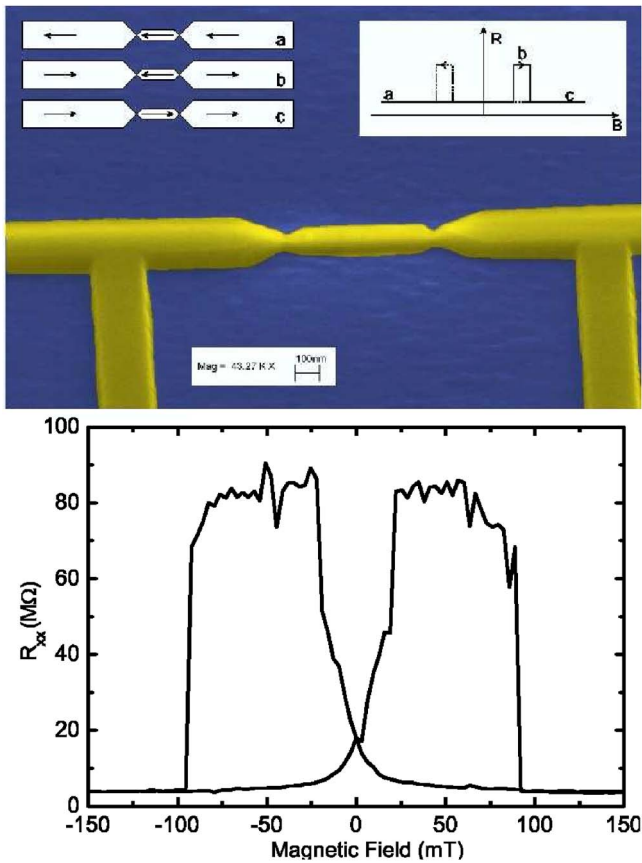 a
b
c
R
b
a
c
B
Mag = 43.27 K X
100nm
100
80
60
40
20
0
R_xx (MΩ)
-150 -100 -50 0 50 100 150
Magnetic Field (mT)